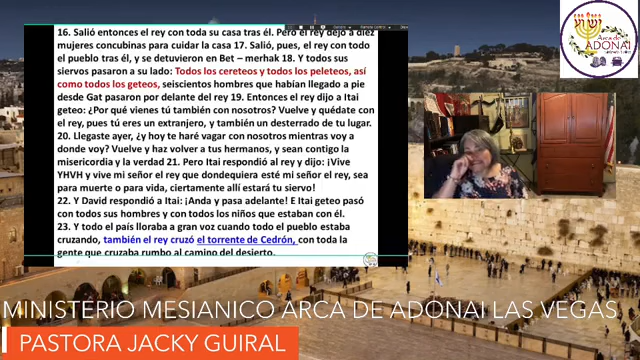 16. Salió entonces el rey con toda su casa tras él. Pero el rey dejó a diez
mujeres concubinas para cuidar la casa 17. Salió, pues, el rey con todo
el pueblo tras él, y se detuvieron en Bet – merhak 18. Y todos sus
siervos pasaron a su lado: Todos los cereteos y todos los peleteos, así
como todos los geteos, seiscientos hombres que habían llegado a pie
desde Gat pasaron por delante del rey 19. Entonces el rey dijo a Itai
geteo: ¿Por qué vienes tú también con nosotros? Vuelve y quédate con
el rey, pues tú eres un extranjero, y también un desterrado de tu lugar.
20. Llegaste ayer, ¿y hoy te haré vagar con nosotros mientras voy a
donde voy? Vuelve y haz volver a tus hermanos, y sean contigo la
misericordia y la verdad 21. Pero Itai respondió al rey y dijo: ¡Vive
YHVH y vive mi señor el rey que dondequiera esté mi señor el rey, sea
para muerte o para vida, ciertamente allí estará tu siervo!
22. Y David respondió a Itai: ¡Anda y pasa adelante! E Itai geteo pasó
con todos sus hombres y con todos los niños que estaban con él.
23. Y todo el país lloraba a gran voz cuando todo el pueblo estaba
cruzando, también el rey cruzó el torrente de Cedrón, con toda la
gente que cruzaba rumbo al camino del desierto.
Arca de
ADONAI
MINISTERIO MESIANICO ARCA DE ADONAI LAS VEGAS
PASTORA JACKY GUIRAL